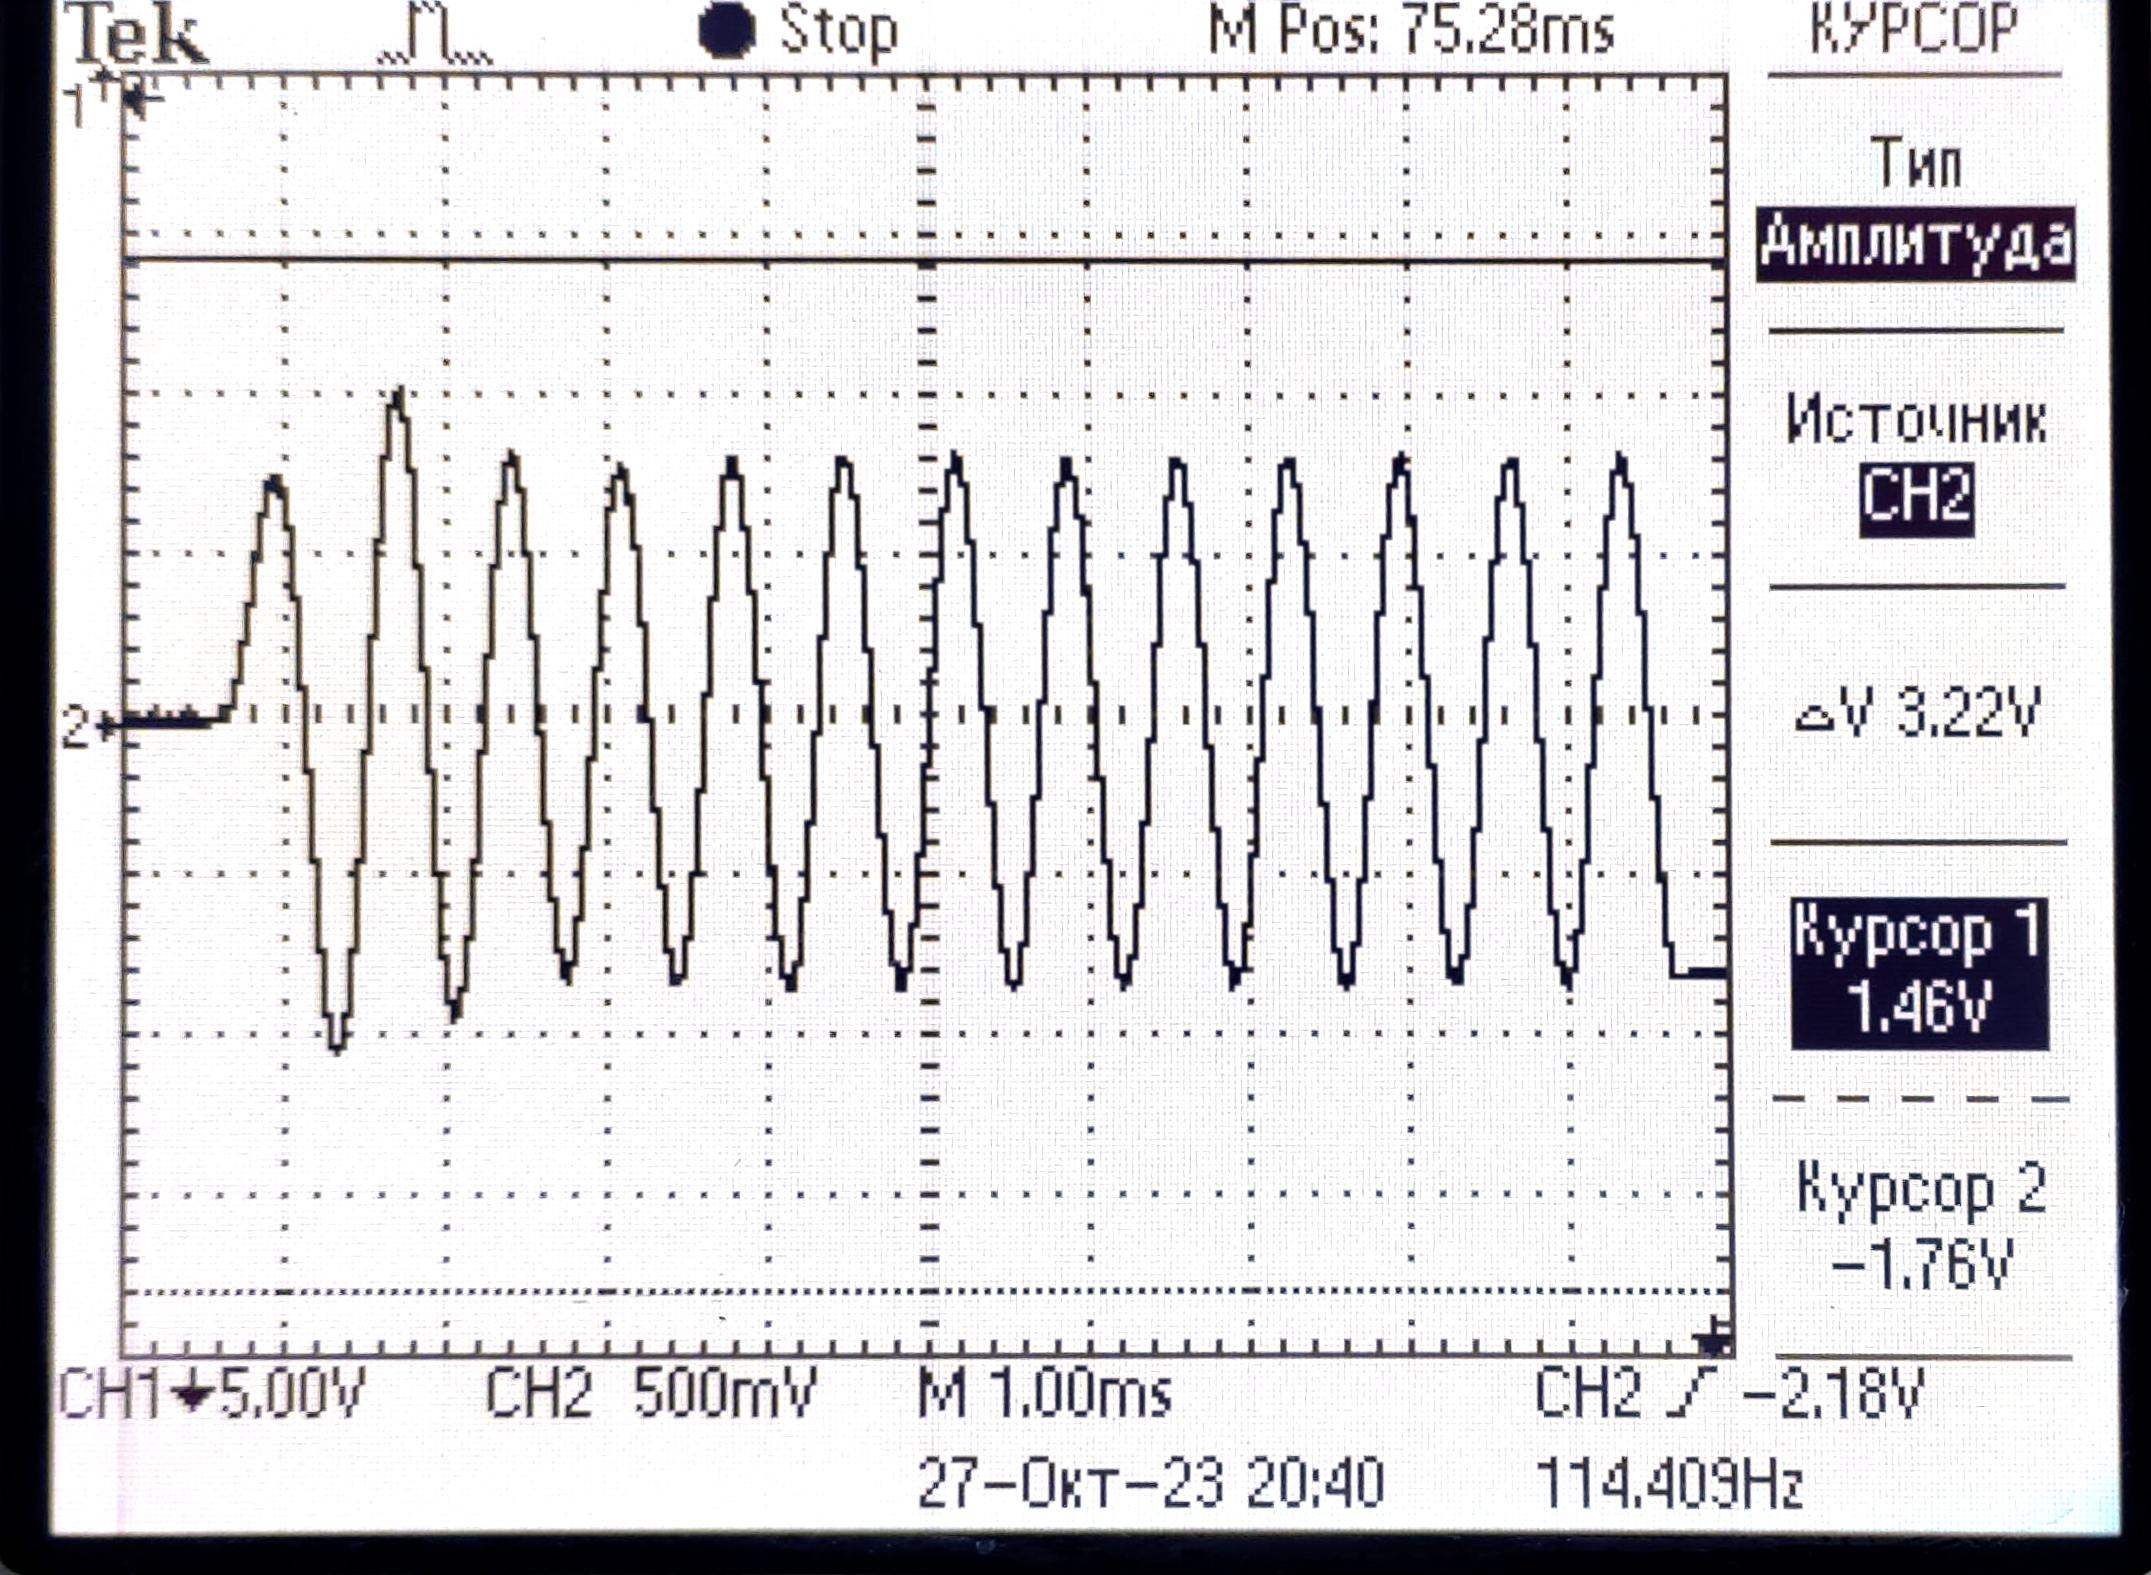 Tek Stop M Pos: 75.28ms КУРСОР
1
Тип
Амплитуда
Источник
CH2
2
△V 3.22V
Курсор 1
1.46V
Курсор 2
-1.76V
CH1 5.00V CH2 500mV M 1.00ms CH2 -2.18V
27-Окт-23 20:40 114.409Hz